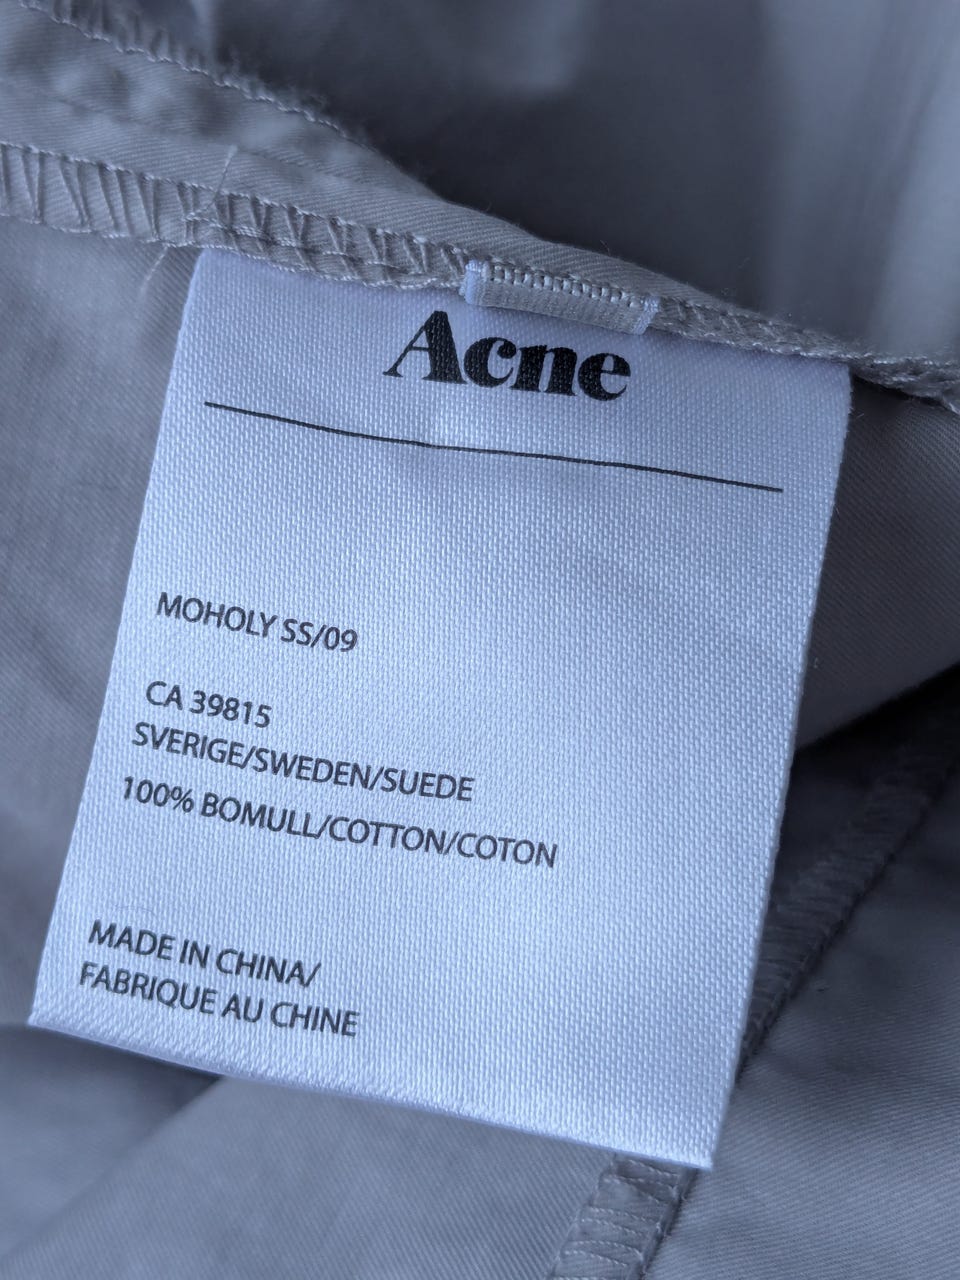 Acne
MOHOLY SS/09
CA 39815
SVERIGE/SWEDEN/SUEDE
100% BOMULL/COTTON/COTON
MADE IN CHINA/
FABRIQUE AU CHINE